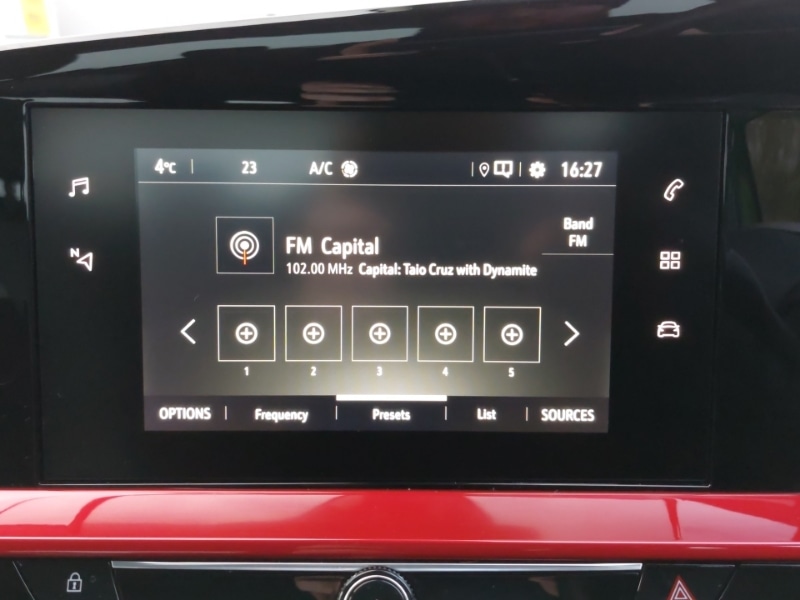 4°C 23 A/C 16:27
N
Band
FM
FM Capital
102.00 MHz Capital: Taio Cruz with Dynamite
1 2 3 4 5
OPTIONS Frequency Presets List SOURCES